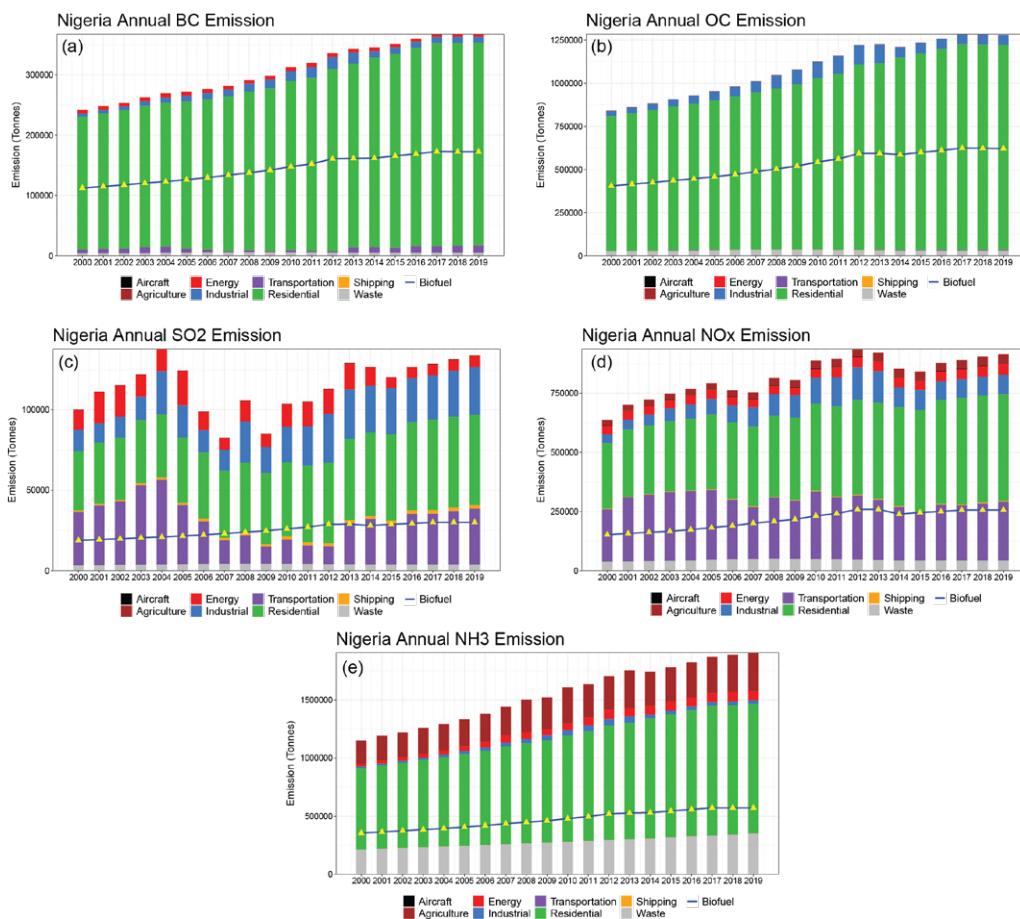 Nigeria Annual BC Emission
(a)
Emission (Tonnes)
300000
200000
100000
0
2000 2001 2002 2003 2004 2005 2006 2007 2008 2009 2010 2011 2012 2013 2014 2015 2016 2017 2018 2019
Aircraft Energy Transportation Shipping Biofuel
Agriculture Industrial Residential Waste
Nigeria Annual OC Emission
(b)
Emission (Tonnes)
1250000
1000000
750000
500000
250000
0
2000 2001 2002 2003 2004 2005 2006 2007 2008 2009 2010 2011 2012 2013 2014 2015 2016 2017 2018 2019
Aircraft Energy Transportation Shipping Biofuel
Agriculture Industrial Residential Waste
Nigeria Annual SO2 Emission
(c)
Emission (Tonnes)
100000
50000
0
2000 2001 2002 2003 2004 2005 2006 2007 2008 2009 2010 2011 2012 2013 2014 2015 2016 2017 2018 2019
Aircraft Energy Transportation Shipping Biofuel
Agriculture Industrial Residential Waste
Nigeria Annual NOx Emission
(d)
Emission (Tonnes)
750000
500000
250000
0
2000 2001 2002 2003 2004 2005 2006 2007 2008 2009 2010 2011 2012 2013 2014 2015 2016 2017 2018 2019
Aircraft Energy Transportation Shipping Biofuel
Agriculture Industrial Residential Waste
Nigeria Annual NH3 Emission
(e)
Emission (Tonnes)
1500000
1000000
500000
0
2000 2001 2002 2003 2004 2005 2006 2007 2008 2009 2010 2011 2012 2013 2014 2015 2016 2017 2018 2019
Aircraft Energy Transportation Shipping Biofuel
Agriculture Industrial Residential Waste